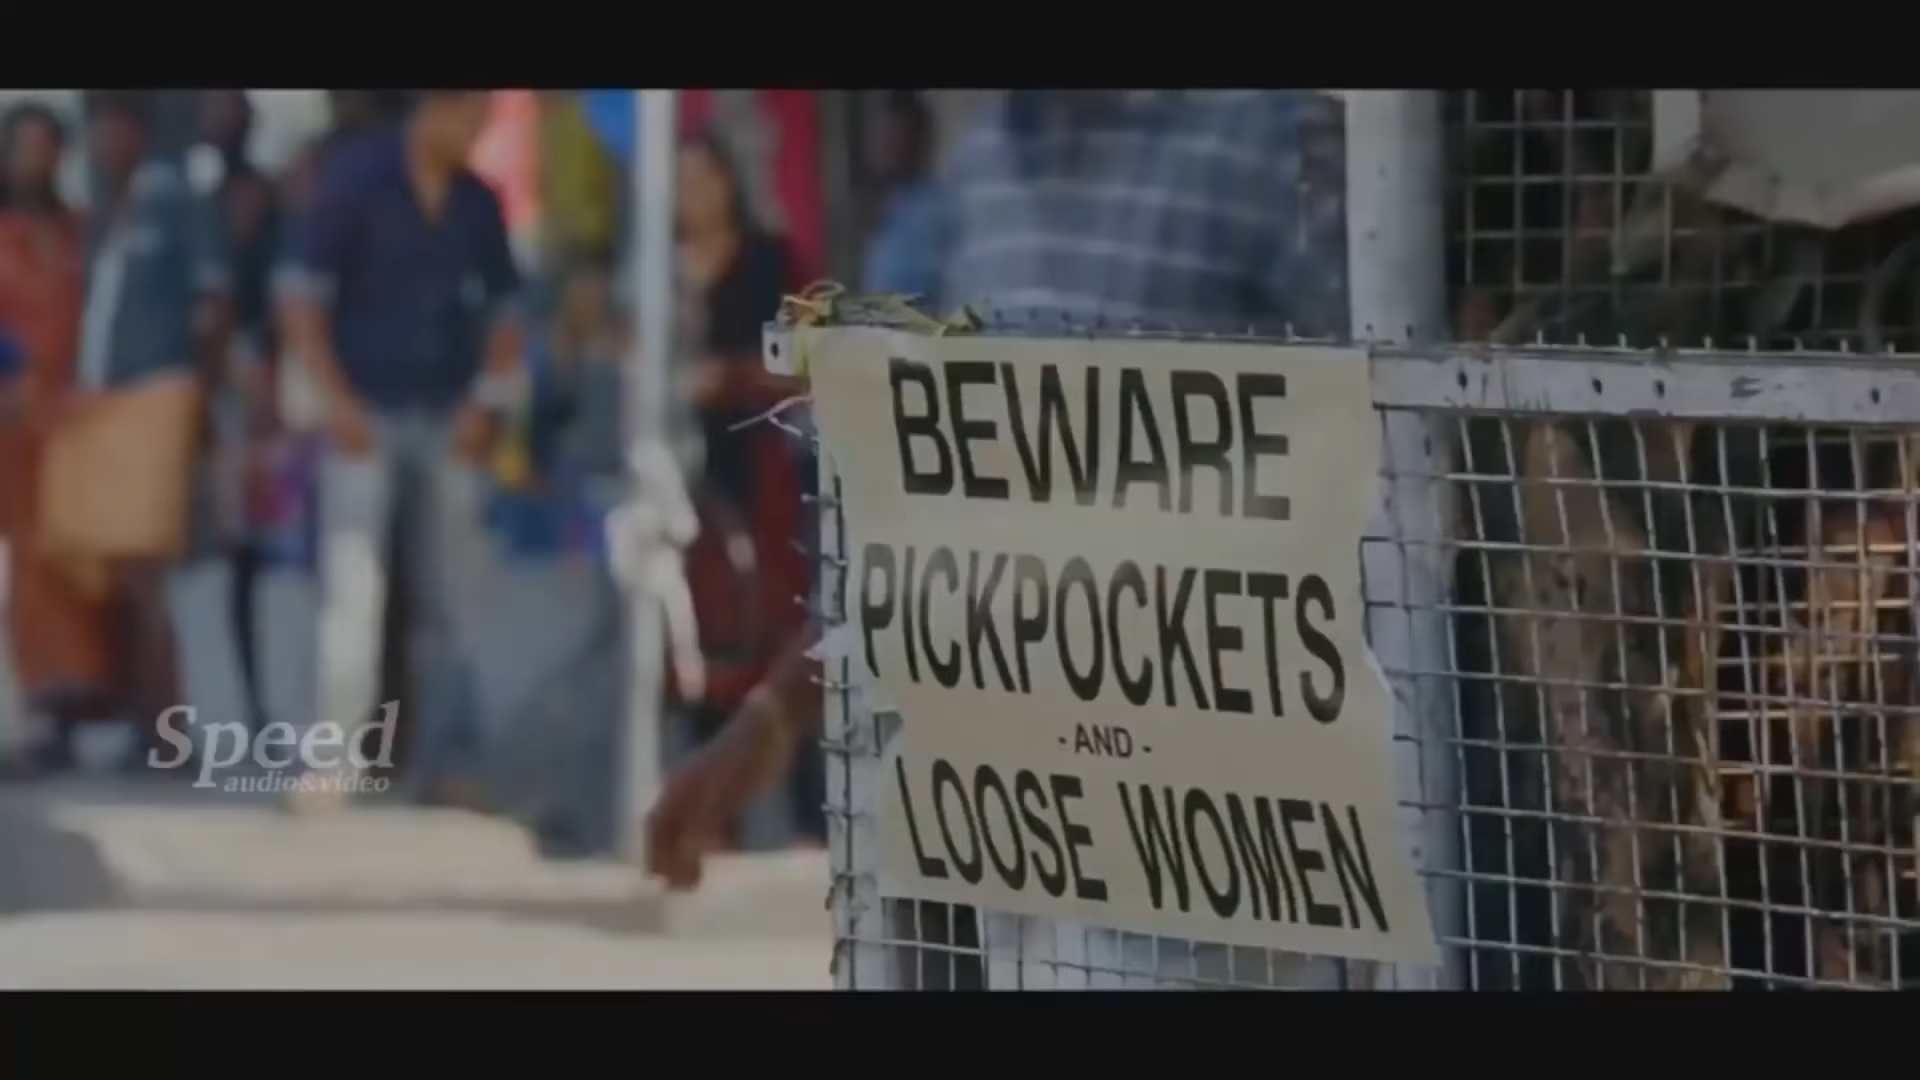 BEWARE
PICKPOCKETS
- AND -
LOOSE WOMEN
Speed
audio&video